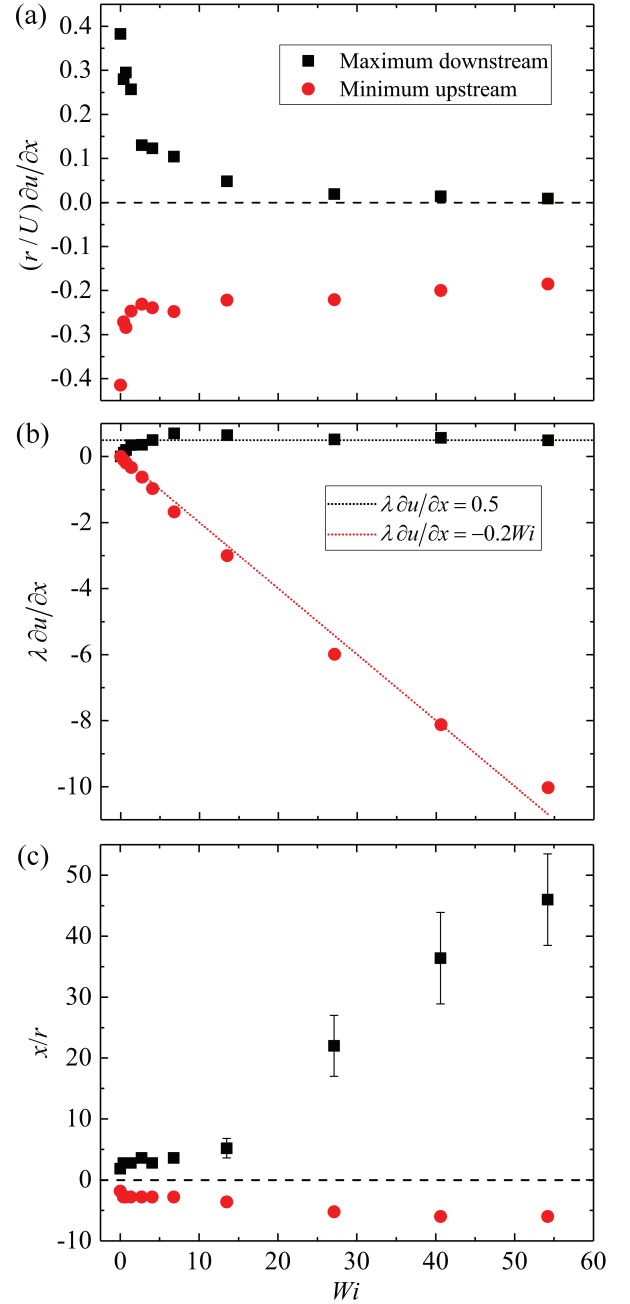 (a)
0.4
0.3
0.2
0.1
0.0
-0.1
-0.2
-0.3
-0.4
(r/U)∂u/∂x
Maximum downstream
Minimum upstream
(b)
0
-2
-4
-6
-8
-10
λ∂u/∂x
λ∂u/∂x = 0.5
λ∂u/∂x = −0.2Wi
(c)
50
40
30
20
10
0
-10
x/r
0 10 20 30 40 50 60
Wi